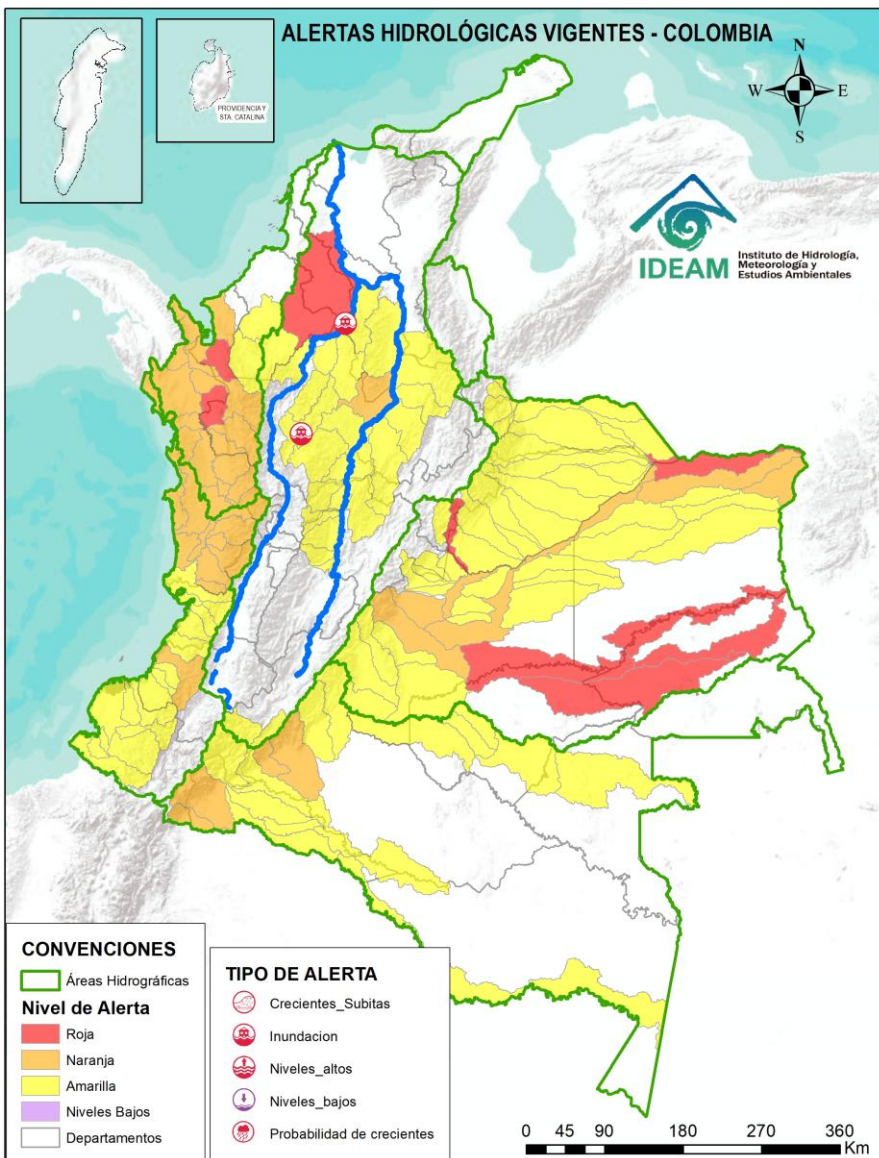 ALERTAS HIDROLÓGICAS VIGENTES - COLOMBIA
PROVIDENCIA Y
STA. CATALINA
N
W
E
S
IDEAM
Instituto de Hidrología,
Meteorología y
Estudios Ambientales
CONVENCIONES
Áreas Hidrográficas
Nivel de Alerta
Roja
Naranja
Amarilla
Niveles Bajos
Departamentos
TIPO DE ALERTA
Crecientes_Subitas
Inundacion
Niveles_altos
Niveles_bajos
Probabilidad de crecientes
0 45 90 180 270 360
Km